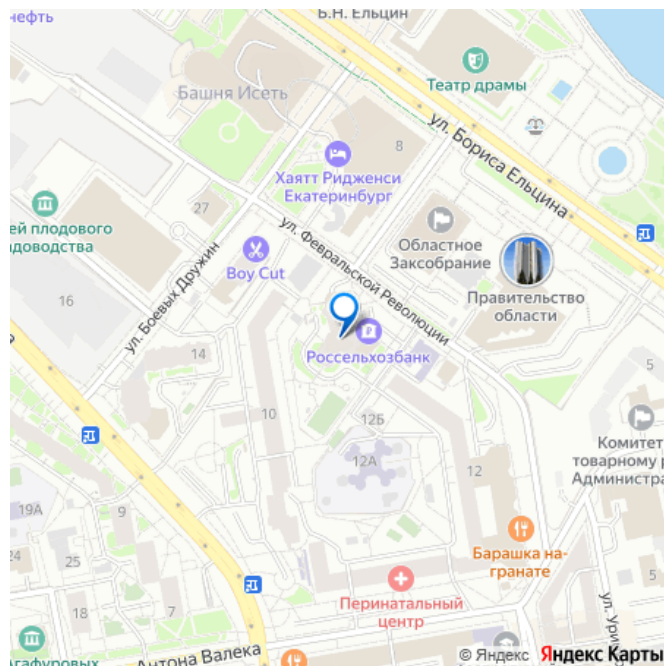 нефть
Б.Н. Ельцин
Театр драмы
Башня Исеть
ул. Бориса Ельцина
8
Хаятт Ридженси
Екатеринбург
27
ей плодового
доводства
Boy Cut
ул. Февральской Революции
Областное
Заксобрание
Правительство
области
ул. Боевых Дружин
16
14
Россельхозбанк
5
10
12Б
12А
12
Комитет
товарному р
Администра
19А
9
24
25
Барашка на-
гранате
5
18
7
Перинатальный
центр
ул. Ури
Агафуровых
Антона Валека
© Яндекс Яндекс Карты